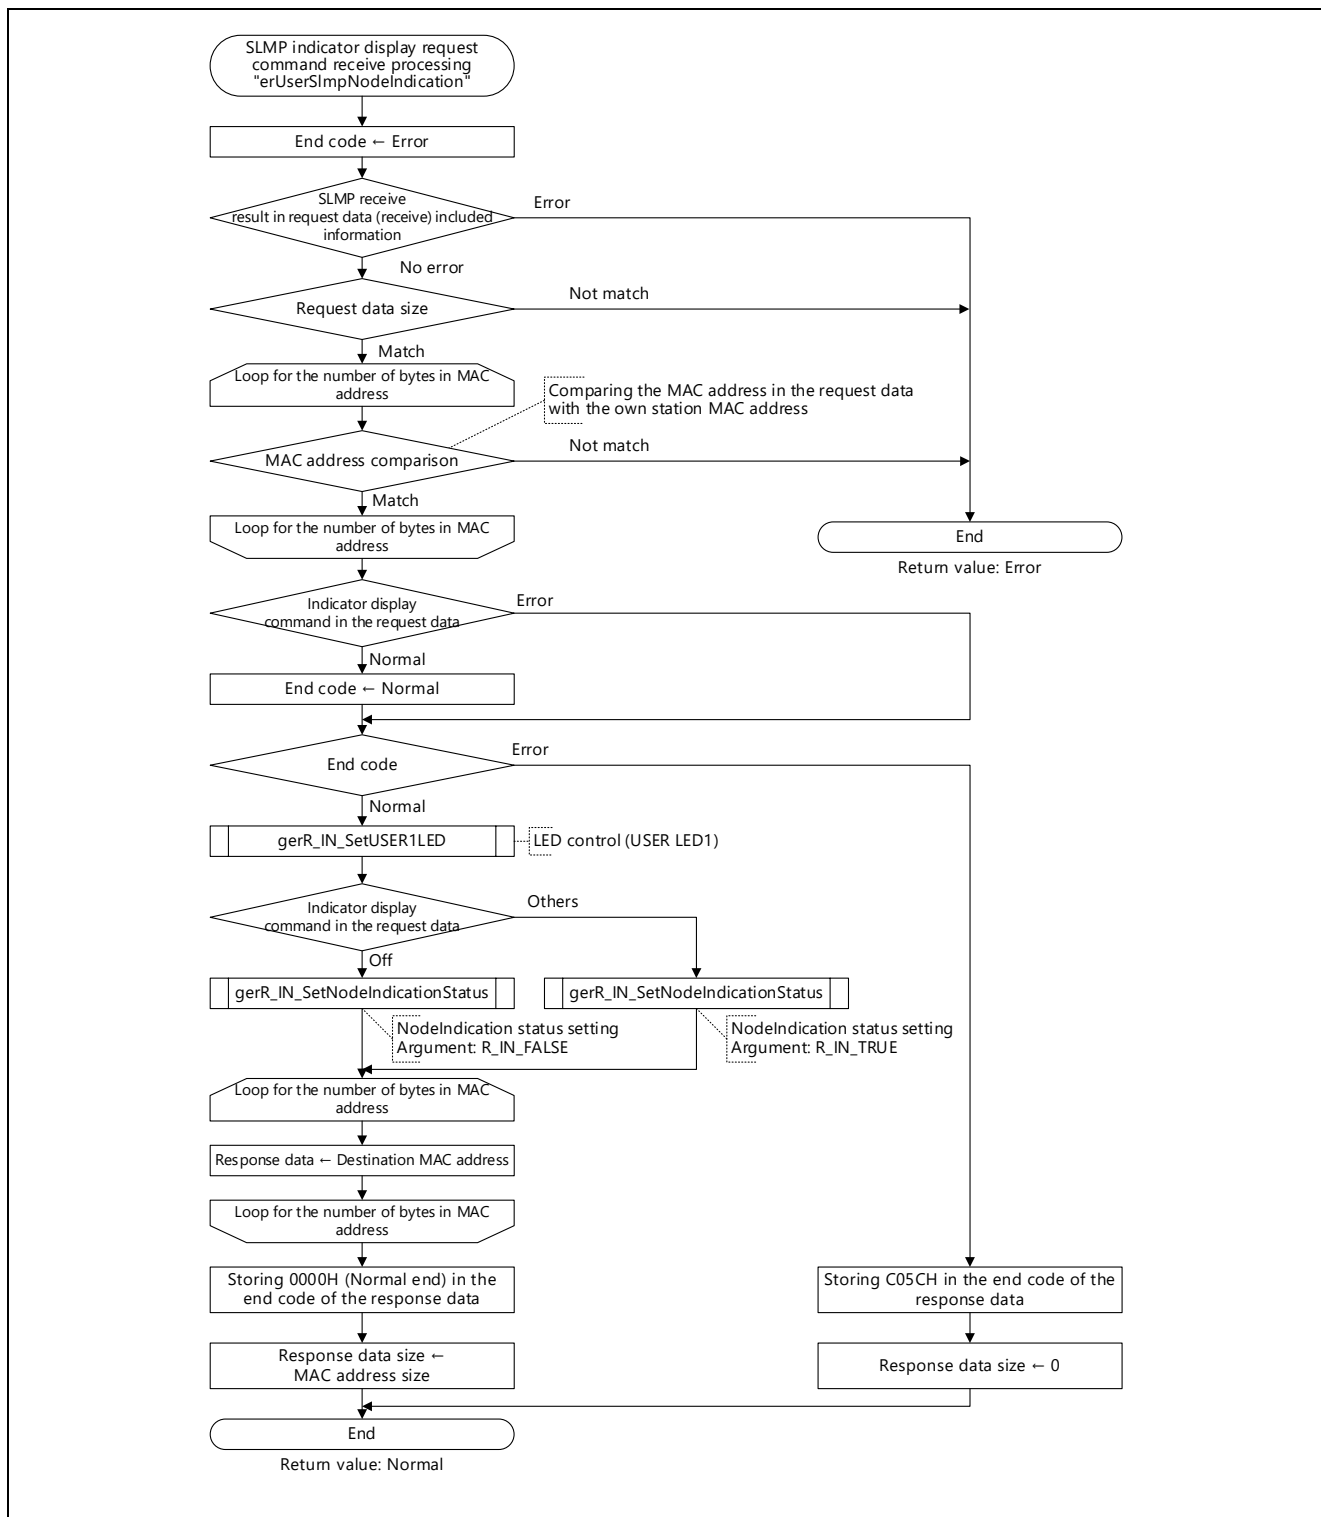 SLMP indicator display request
command receive processing
"erUserSlmpNodeIndication"
End code ← Error
SLMP receive
result in request data (receive) included
information
Error
No error
Request data size
Not match
Match
Loop for the number of bytes in MAC
address
Comparing the MAC address in the request data
with the own station MAC address
MAC address comparison
Not match
Match
Loop for the number of bytes in MAC
address
End
Return value: Error
Indicator display
command in the request data
Error
Normal
End code ← Normal
End code
Error
Normal
gerR_IN_SetUSER1LED
LED control (USER LED1)
Indicator display
command in the request data
Others
Off
gerR_IN_SetNodeIndicationStatus
gerR_IN_SetNodeIndicationStatus
NodeIndication status setting
Argument: R_IN_FALSE
NodeIndication status setting
Argument: R_IN_TRUE
Loop for the number of bytes in MAC
address
Response data ← Destination MAC address
Loop for the number of bytes in MAC
address
Storing 0000H (Normal end) in the
end code of the response data
Storing C05CH in the end code of the
response data
Response data size ←
MAC address size
Response data size ← 0
End
Return value: Normal